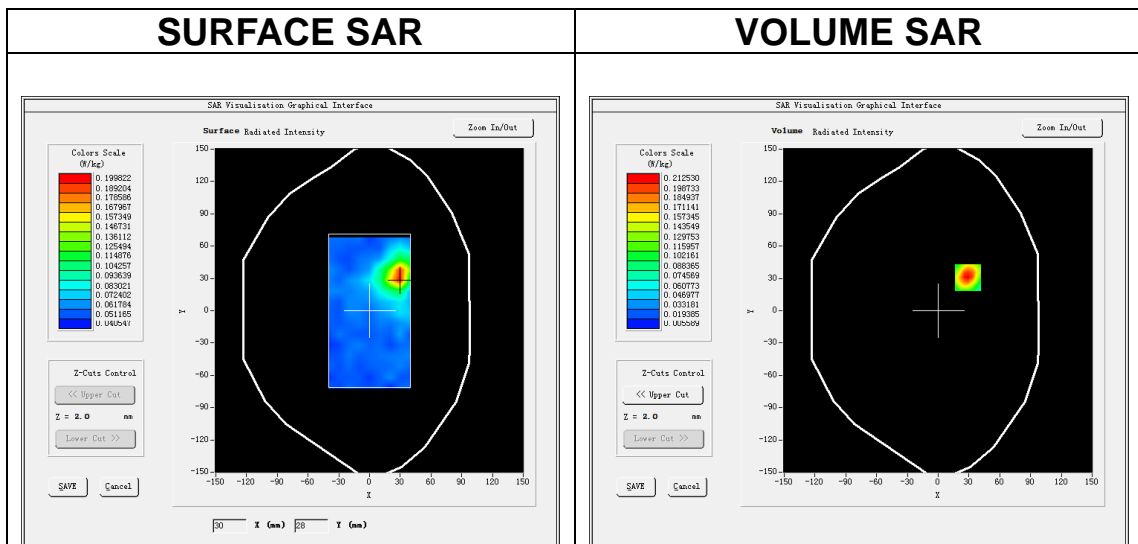 SURFACE SAR
VOLUME SAR
SAR Visualisation Graphical Interface
Surface Radiated Intensity
Zoom In/Out
Colors Scale
(W/kg)
0.199822
0.189204
0.178586
0.167967
0.157349
0.146731
0.136112
0.125494
0.114876
0.104257
0.093639
0.083021
0.072402
0.061784
0.051165
0.040547
150
120
90
60
30
0
-30
-60
-90
-120
-150
Y
-150 -120 -90 -60 -30 0 30 60 90 120 150
X
Z-Cuts Control
<< Upper Cut
Z = 2.0 mm
Lower Cut >>
SAVE Cancel
30 X (mm) 28 Y (mm)
SAR Visualisation Graphical Interface
Volume Radiated Intensity
Zoom In/Out
Colors Scale
(W/kg)
0.212530
0.198733
0.184937
0.171141
0.157345
0.143549
0.129753
0.115957
0.102161
0.088365
0.074569
0.060773
0.046977
0.033181
0.019385
0.005589
150
120
90
60
30
0
-30
-60
-90
-120
-150
Y
-150 -120 -90 -60 -30 0 30 60 90 120 150
X
Z-Cuts Control
<< Upper Cut
Z = 2.0 mm
Lower Cut >>
SAVE Cancel